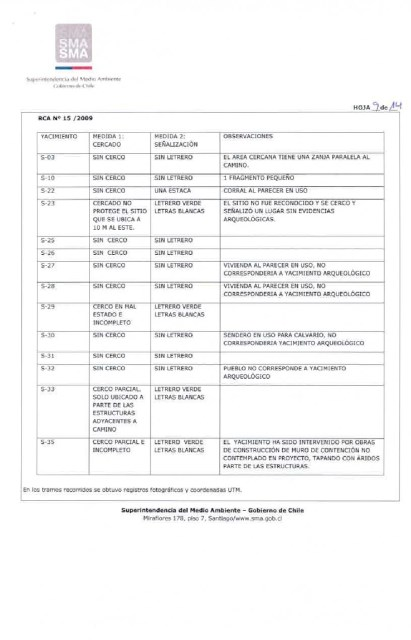 SMA
SMA
Superintendencia del Medio Ambiente
Gobierno de Chile
HOJA 9 de 14
RCA Nº 15 /2009
YACIMIENTO MEDIDA 1: CERCADO MEDIDA 2: SEÑALIZACIÓN OBSERVACIONES
S-03 SIN CERCO SIN LETRERO EL AREA CERCANA TIENE UNA ZANJA PARALELA AL CAMINO.
S-10 SIN CERCO SIN LETRERO 1 FRAGMENTO PEQUEÑO
S-22 SIN CERCO UNA ESTACA CORRAL AL PARECER EN USO
S-23 CERCADO NO PROTEGE EL SITIO QUE SE UBICA A 10 M AL ESTE. LETRERO VERDE LETRAS BLANCAS EL SITIO NO FUE RECONOCIDO Y SE CERCO Y SEÑALIZÓ UN LUGAR SIN EVIDENCIAS ARQUEOLÓGICAS.
S-25 SIN CERCO SIN LETRERO
S-26 SIN CERCO SIN LETRERO
S-27 SIN CERCO SIN LETRERO VIVIENDA AL PARECER EN USO, NO CORRESPONDERIA A YACIMIENTO ARQUEOLÓGICO
S-28 SIN CERCO SIN LETRERO VIVIENDA AL PARECER EN USO, NO CORRESPONDERIA A YACIMIENTO ARQUEOLÓGICO
S-29 CERCO EN MAL ESTADO E INCOMPLETO LETRERO VERDE LETRAS BLANCAS
S-30 SIN CERCO SIN LETRERO SENDERO EN USO PARA CALVARIO, NO CORRESPONDERIA YACIMIENTO ARQUEOLÓGICO
S-31 SIN CERCO SIN LETRERO
S-32 SIN CERCO SIN LETRERO PUEBLO NO CORRESPONDE A YACIMIENTO ARQUEOLÓGICO
S-33 CERCO PARCIAL, SOLO UBICADO A PARTE DE LAS ESTRUCTURAS ADYACENTES A CAMINO LETRERO VERDE LETRAS BLANCAS
S-35 CERCO PARCIAL E INCOMPLETO LETRERO VERDE LETRAS BLANCAS EL YACIMIENTO HA SIDO INTERVENIDO POR OBRAS DE CONSTRUCCIÓN DE MURO DE CONTENCIÓN NO CONTEMPLADO EN PROYECTO, TAPANDO CON ÁRIDOS PARTE DE LAS ESTRUCTURAS.
En los tramos recorridos se obtuvo registros fotográficos y coordenadas UTM.
Superintendencia del Medio Ambiente – Gobierno de Chile
Miraflores 178, piso 7, Santiago/www.sma.gob.cl